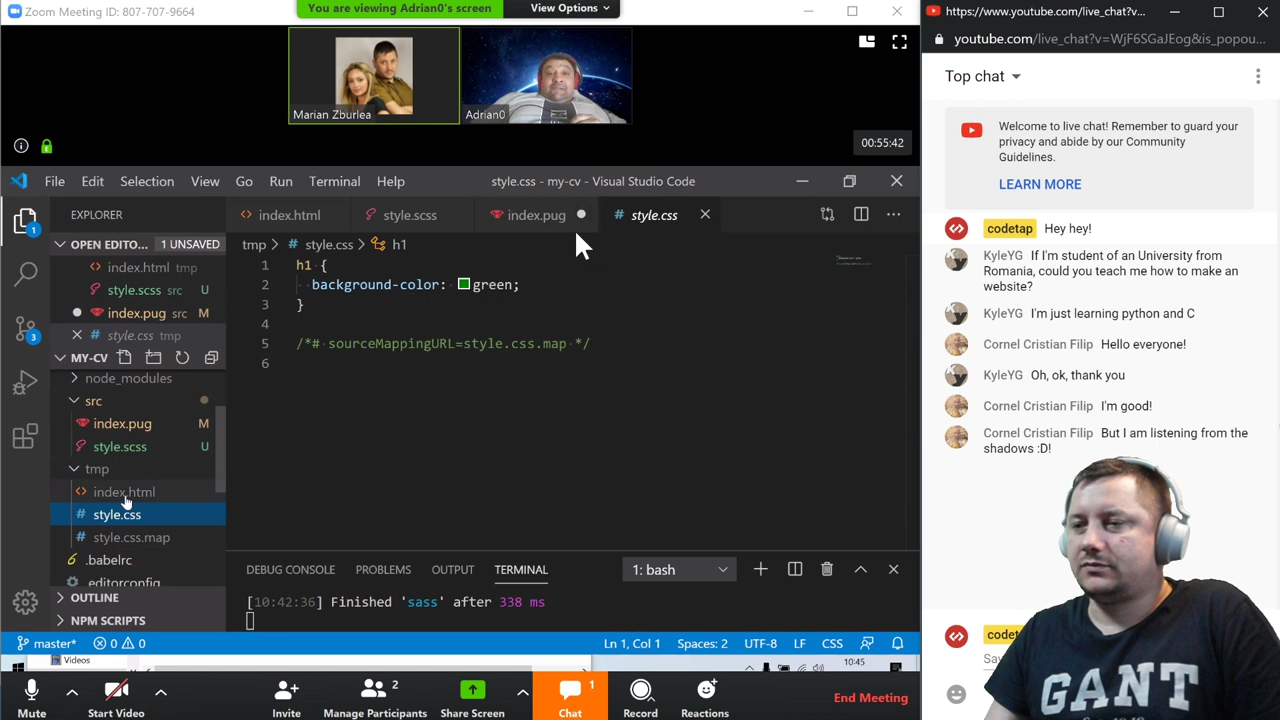 Zoom Meeting ID: 807-707-9664
You are viewing Adrian0's screen
View Options
Marian Zburlea
Adrian0
00:55:42
File Edit Selection View Go Run Terminal Help
style.css - my-cv - Visual Studio Code
EXPLORER
index.html
style.scss
index.pug
style.css
OPEN EDITO... 1 UNSAVED
index.html tmp
style.scss src U
index.pug src M
style.css tmp
MY-CV
node_modules
src
index.pug M
style.scss U
tmp
index.html
style.css
style.css.map
.babelrc
.editorconfig
OUTLINE
NPM SCRIPTS
1
3
tmp > # style.css > h1
1 h1 {
2 background-color: green;
3 }
4
5 /*# sourceMappingURL=style.css.map */
6
DEBUG CONSOLE PROBLEMS OUTPUT TERMINAL
1: bash
[10:42:36] Finished 'sass' after 338 ms
master* 0 0
Ln 1, Col 1 Spaces: 2 UTF-8 LF CSS
Videos
10:45
Mute
Start Video
Invite
2
Manage Participants
Share Screen
1
Chat
Record
Reactions
End Meeting
https://www.youtube.com/live_chat?v...
youtube.com/live_chat?v=WjF6SGaJEog&is_popou...
Top chat
Welcome to live chat! Remember to guard your
privacy and abide by our Community
Guidelines.
LEARN MORE
codetap Hey hey!
KyleYG If I'm student of an University from
Romania, could you teach me how to make an
website?
KyleYG I'm just learning python and C
Cornel Cristian Filip Hello everyone!
KyleYG Oh, ok, thank you
Cornel Cristian Filip I'm good!
Cornel Cristian Filip But I am listening from the
shadows :D!
GANT